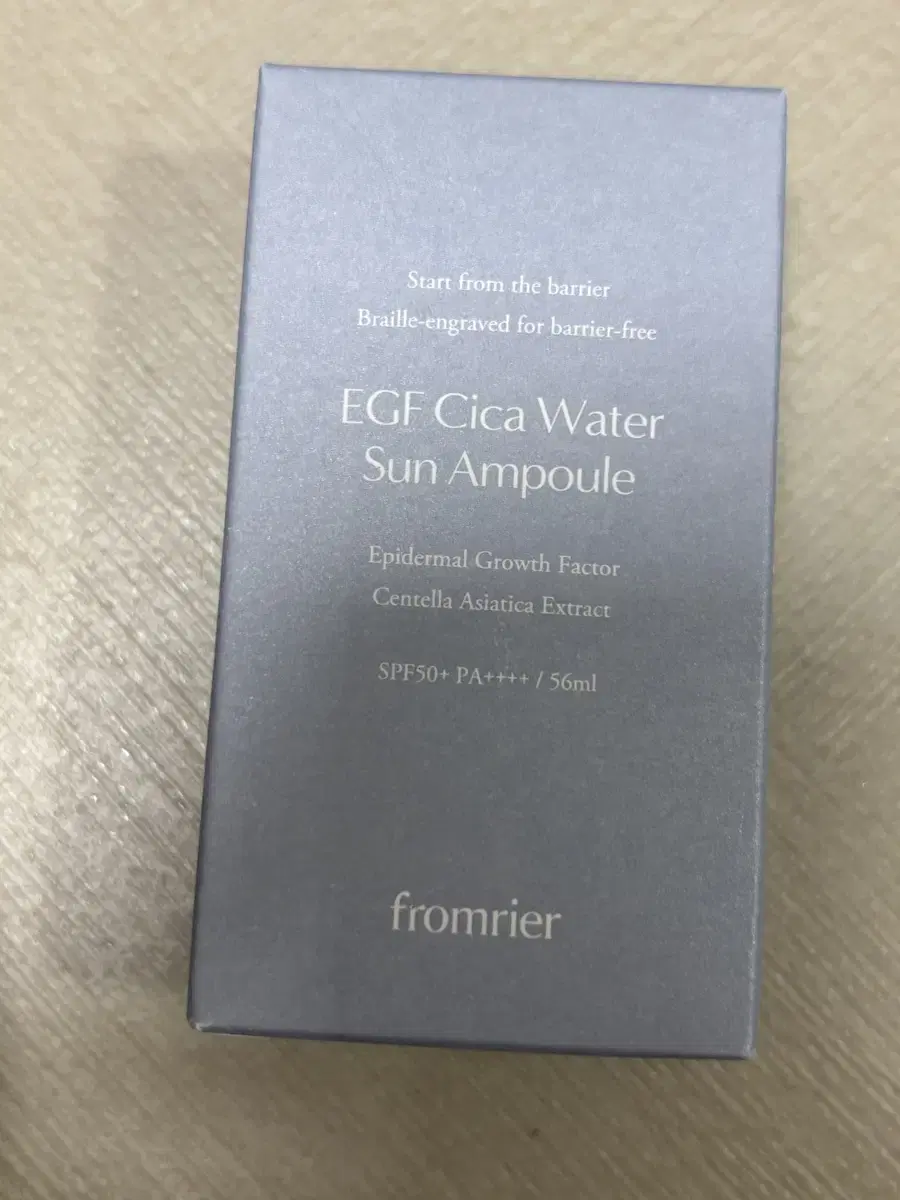 Start from the barrier
Braille-engraved for barrier-free
EGF Cica Water
Sun Ampoule
Epidermal Growth Factor
Centella Asiatica Extract
SPF50+ PA++++ / 56ml
fromrier